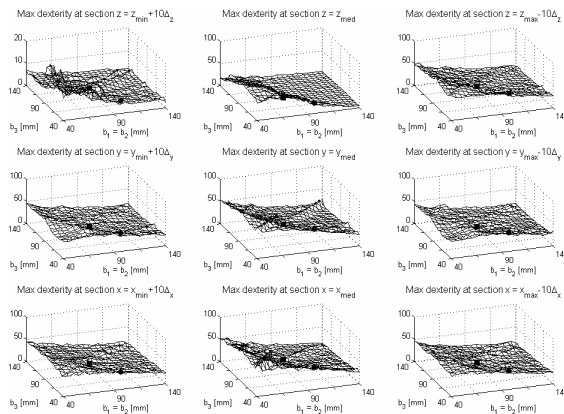 Max dexterity at section z = z_min+10Δ_z
20
10
0
140
90
40
b_3 [mm]
40
90
140
b_1 = b_2 [mm]
Max dexterity at section z = z_med
100
50
0
140
90
40
b_3 [mm]
40
90
140
b_1 = b_2 [mm]
Max dexterity at section z = z_max-10Δ_z
100
50
0
140
90
40
b_3 [mm]
40
90
140
b_1 = b_2 [mm]
Max dexterity at section y = y_min+10Δ_y
100
50
0
140
90
40
b_3 [mm]
40
90
140
b_1 = b_2 [mm]
Max dexterity at section y = y_med
100
50
0
140
90
40
b_3 [mm]
40
90
140
b_1 = b_2 [mm]
Max dexterity at section y = y_max-10Δ_y
100
50
0
140
90
40
b_3 [mm]
40
90
b_1 = b_2 [mm]
Max dexterity at section x = x_min+10Δ_x
100
50
0
140
90
40
b_3 [mm]
40
90
140
b_1 = b_2 [mm]
Max dexterity at section x = x_med
100
50
0
140
90
40
b_3 [mm]
40
90
140
b_1 = b_2 [mm]
Max dexterity at section x = x_max-10Δ_x
100
50
0
140
90
40
b_3 [mm]
40
90
b_1 = b_2 [mm]